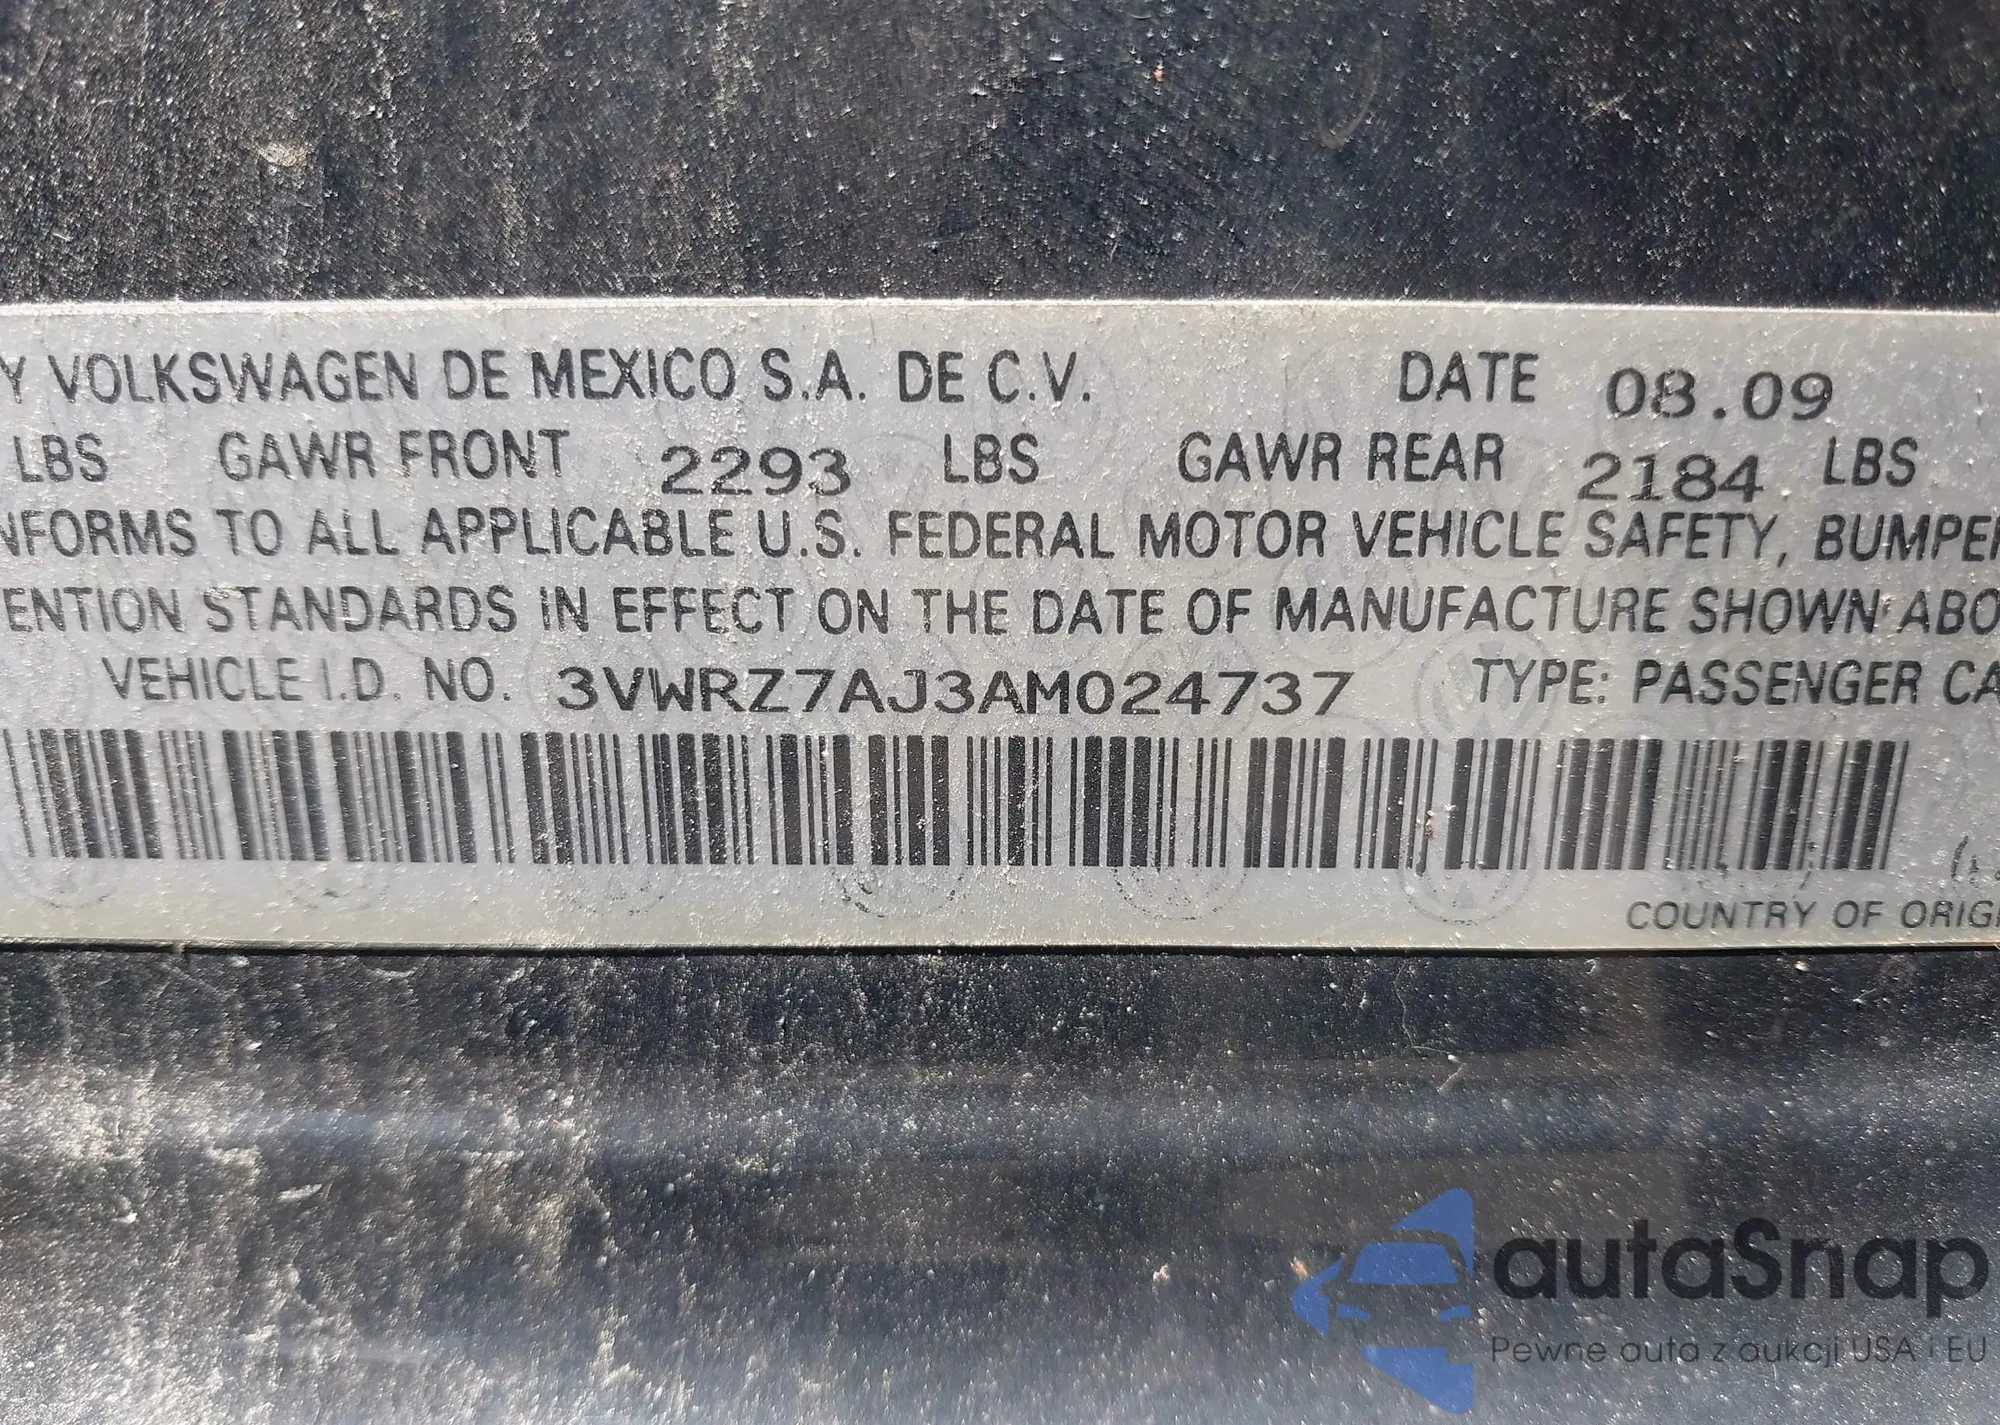 Y VOLKSWAGEN DE MEXICO S.A. DE C.V. DATE 08.09
LBS GAWR FRONT 2293 LBS GAWR REAR 2184 LBS
NFORMS TO ALL APPLICABLE U.S. FEDERAL MOTOR VEHICLE SAFETY, BUMPER
ENTION STANDARDS IN EFFECT ON THE DATE OF MANUFACTURE SHOWN ABO
VEHICLE I.D. NO. 3VWRZ7AJ3AM024737 TYPE: PASSENGER CA
COUNTRY OF ORIGI
autaSnap
Pewne auta z aukcji USA i EU